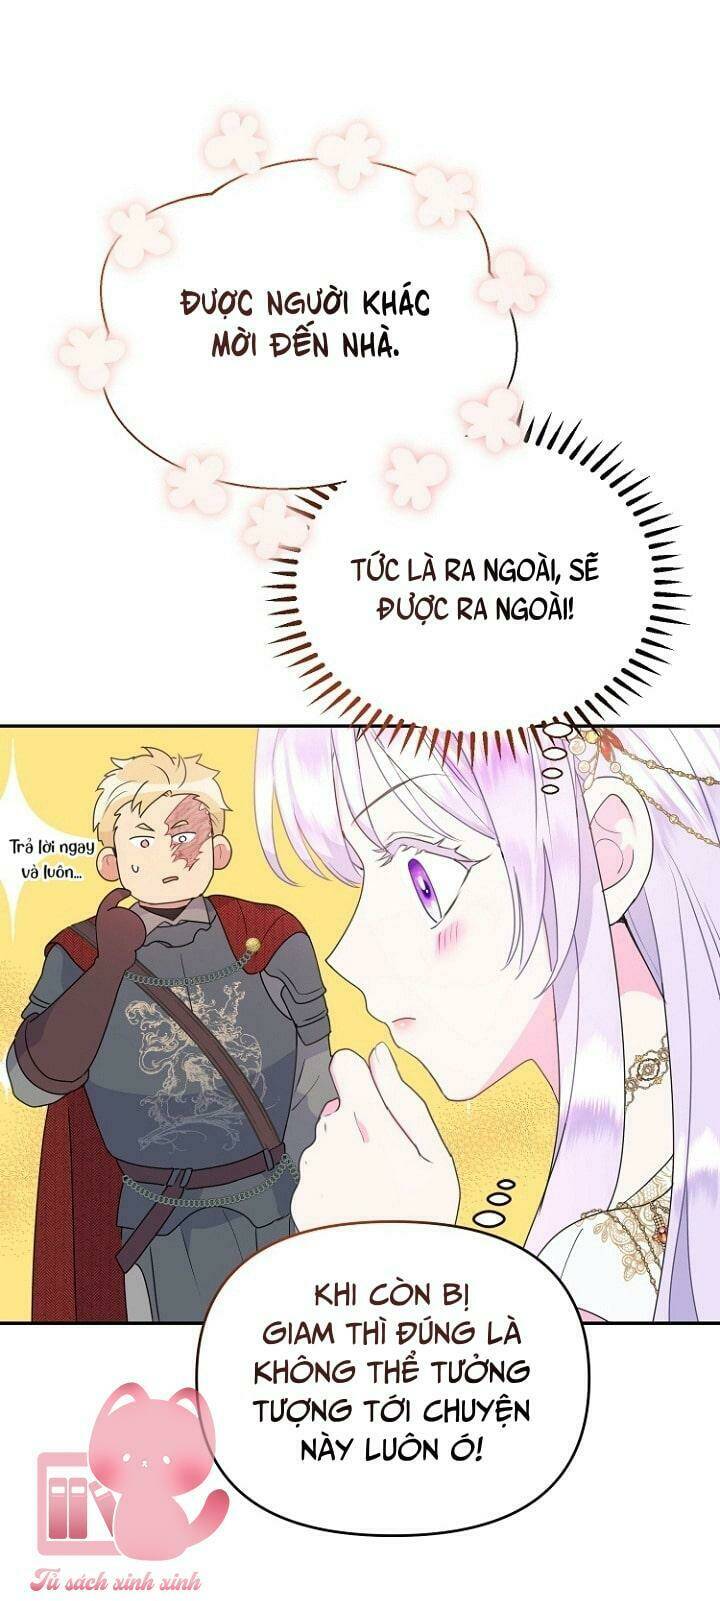 ĐƯỢC NGƯỜI KHÁC
MỜI ĐẾN NHÀ.
TỨC LÀ RA NGOÀI, SẼ
ĐƯỢC RA NGOÀI!
Trả lời ngay
và luôn...
KHI CÒN BỊ
GIAM THÌ ĐÚNG LÀ
KHÔNG THỂ TƯỞNG
TƯỢNG TỚI CHUYỆN
NÀY LUÔN Ó!
Tủ sách xinh xinh